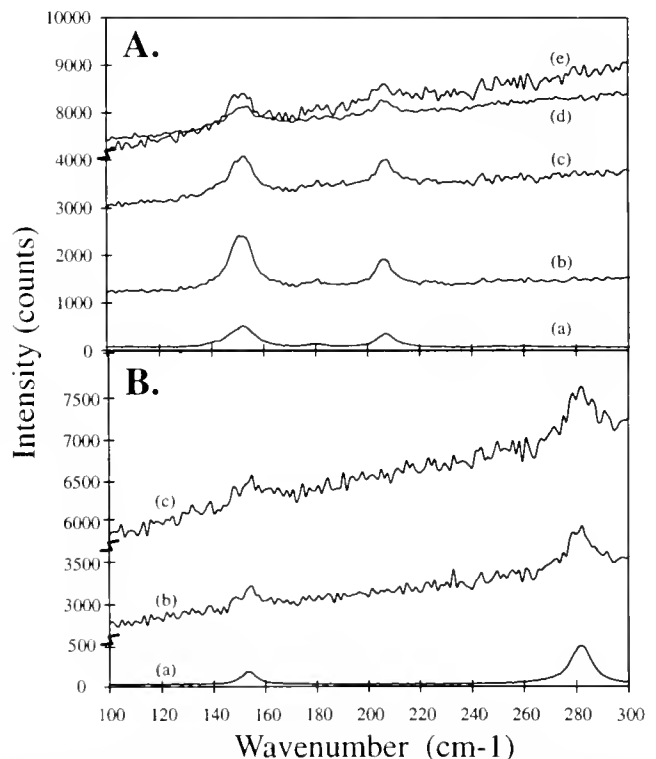 A.
10000
9000
8000
4000
3000
2000
1000
0
(e)
(d)
(c)
(b)
(a)
Intensity (counts)
B.
7500
7000
6500
6000
3500
3000
500
0
(c)
(b)
(a)
100 120 140 160 180 200 220 240 260 280 300
Wavenumber (cm-1)